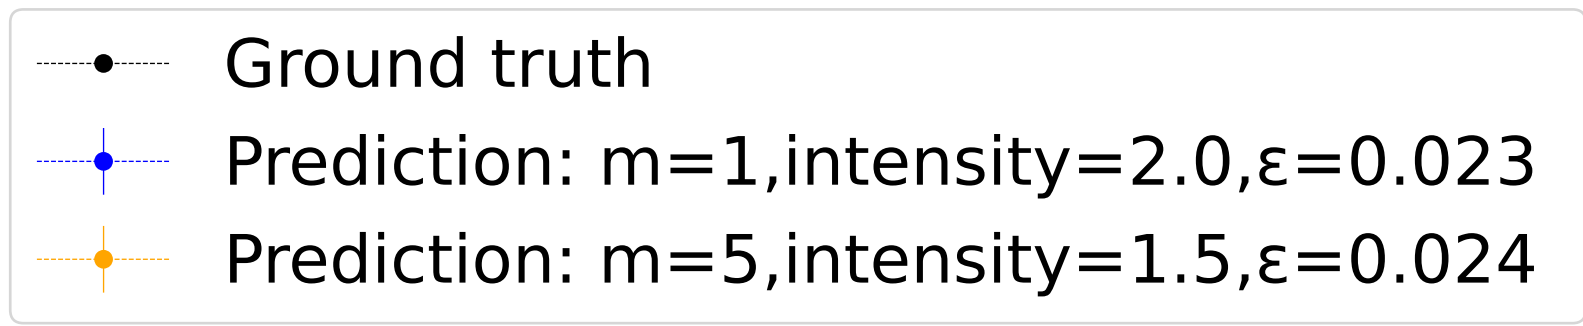 Ground truth
Prediction: m=1,intensity=2.0,ε=0.023
Prediction: m=5,intensity=1.5,ε=0.024